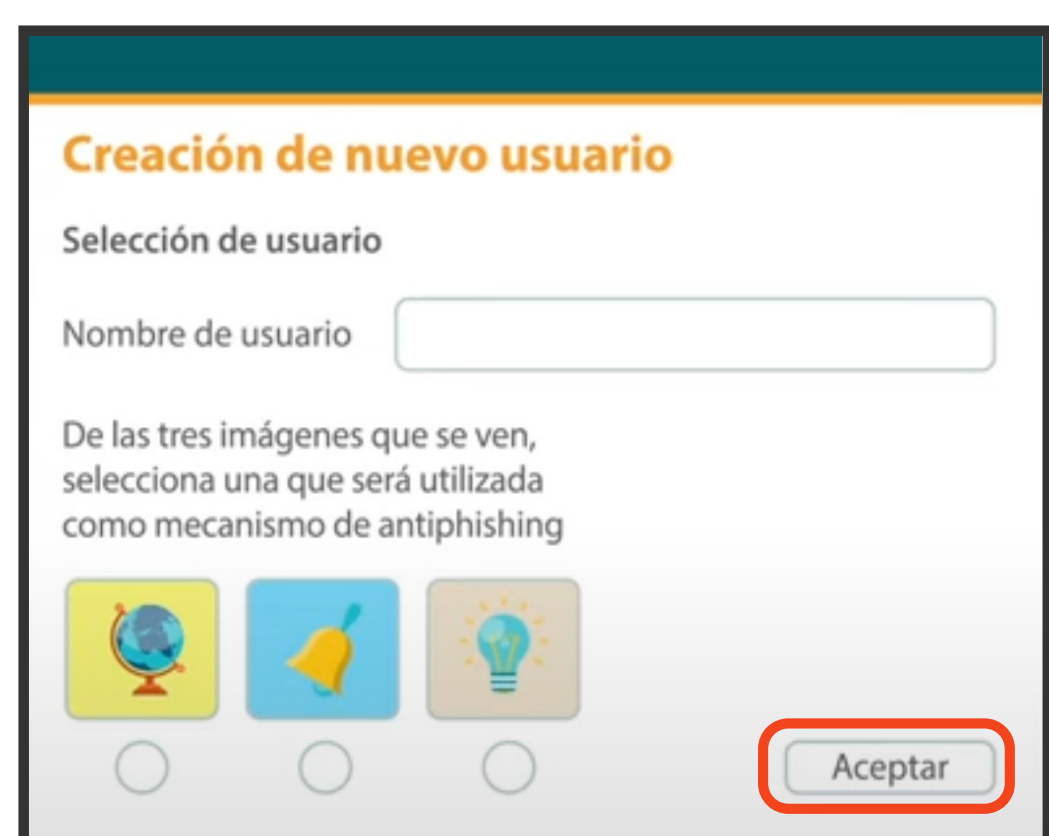 Creación de nuevo usuario
Selección de usuario
Nombre de usuario
De las tres imágenes que se ven,
selecciona una que será utilizada
como mecanismo de antiphishing
Aceptar